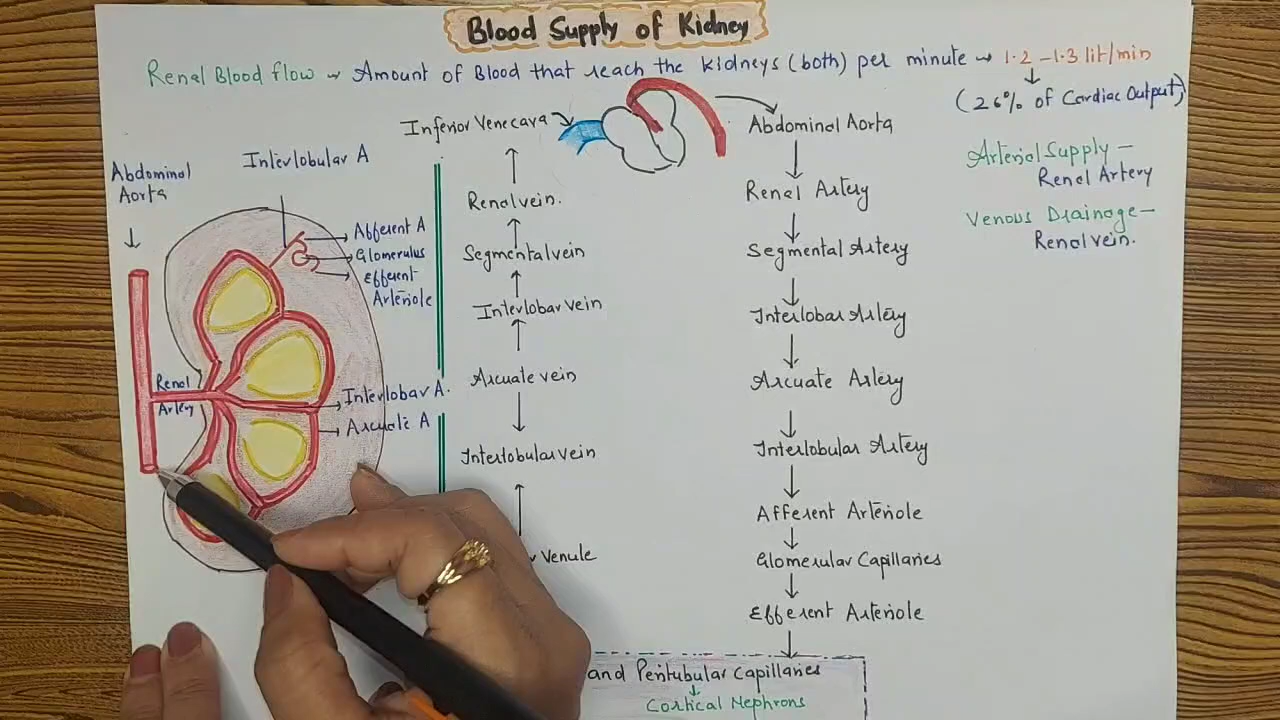 Blood Supply of Kidney
Renal Blood flow → Amount of Blood that reach the kidneys (both) per minute → 1.2 - 1.3 lit/min
(26% of Cardiac Output)
Inferior Venecava
Abdominal Aorta
Arterial Supply -
Renal Artery
Venous Drainage -
Renal vein.
Abdominal
Aorta
Interlobular A
Afferent A
Glomerulus
Efferent
Arteriole
Renal
Artery
Interlobar A.
Arcuate A
Renal vein.
Segmental vein
Interlobar vein
Arcuate vein
Interlobular vein
Venule
Renal Artery
Segmental Artery
Interlobar Artery
Arcuate Artery
Interlobular Artery
Afferent Arteriole
Glomerular Capillaries
Efferent Arteriole
and Peritubular Capillaries
Cortical Nephrons